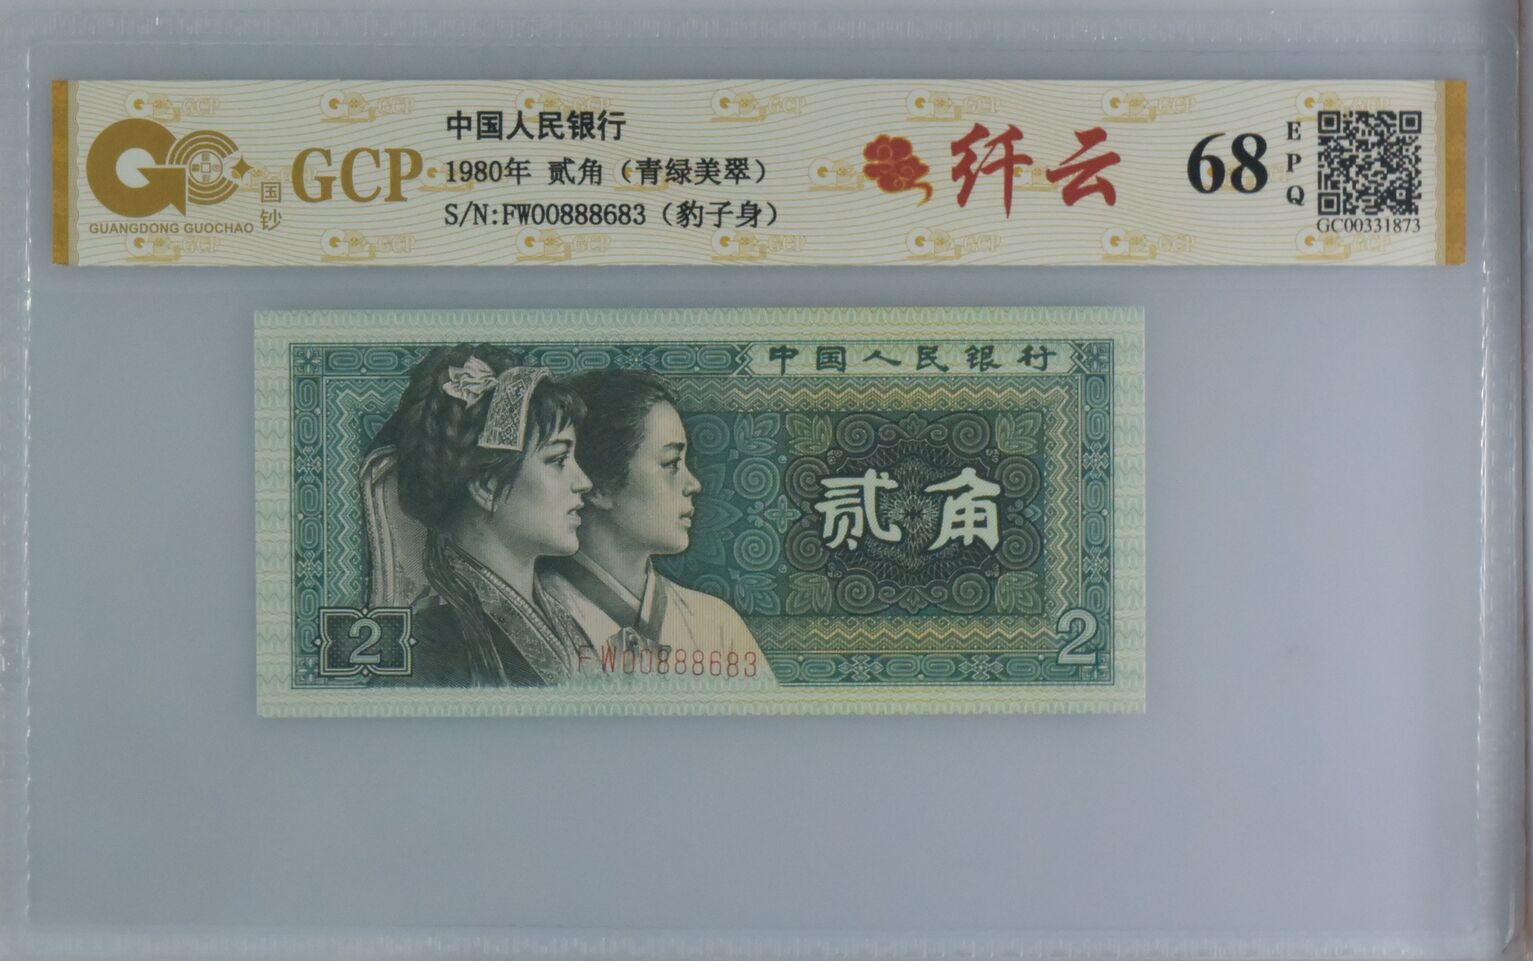 GUANGDONG GUOCHAO
国钞
GCP
中国人民银行
1980年 贰角（青绿美翠）
S/N:FW00888683（豹子身）
纤云
68
EPQ
GC00331873
中国人民银行
贰角
2
2
FW00888683